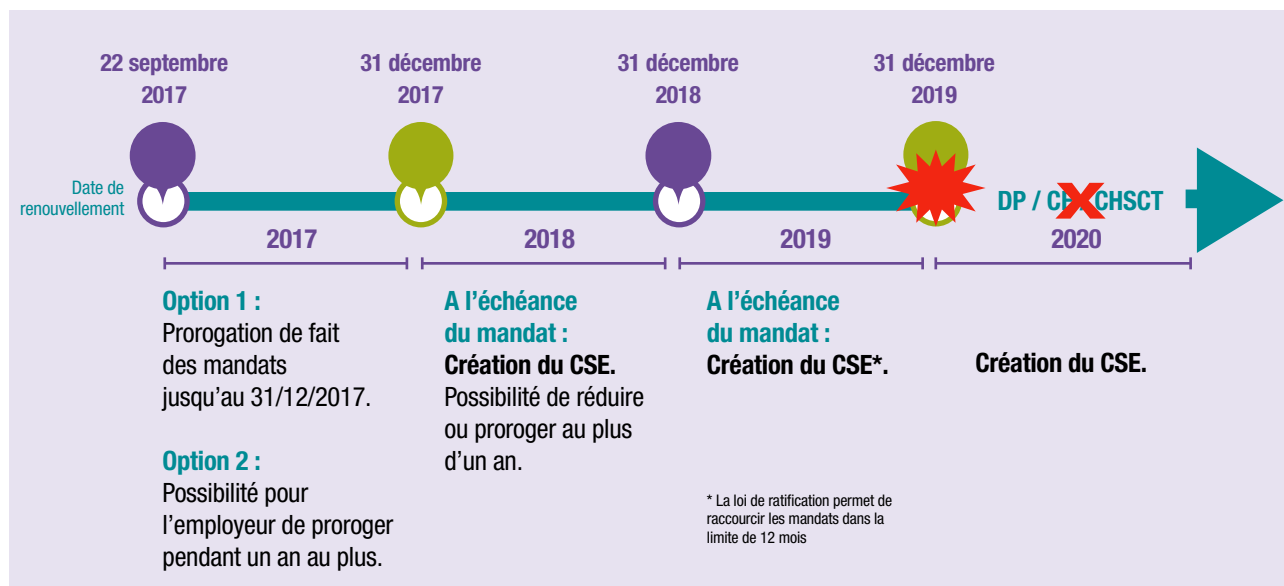 22 septembre
2017
31 décembre
2017
31 décembre
2018
31 décembre
2019
Date de
renouvellement
DP / CE / CHSCT
2017
2018
2019
2020
Option 1 :
Prorogation de fait
des mandats
jusqu’au 31/12/2017.
Option 2 :
Possibilité pour
l’employeur de proroger
pendant un an au plus.
A l’échéance
du mandat :
Création du CSE.
Possibilité de réduire
ou proroger au plus
d’un an.
A l’échéance
du mandat :
Création du CSE*.
* La loi de ratification permet de
raccourcir les mandats dans la
limite de 12 mois
Création du CSE.